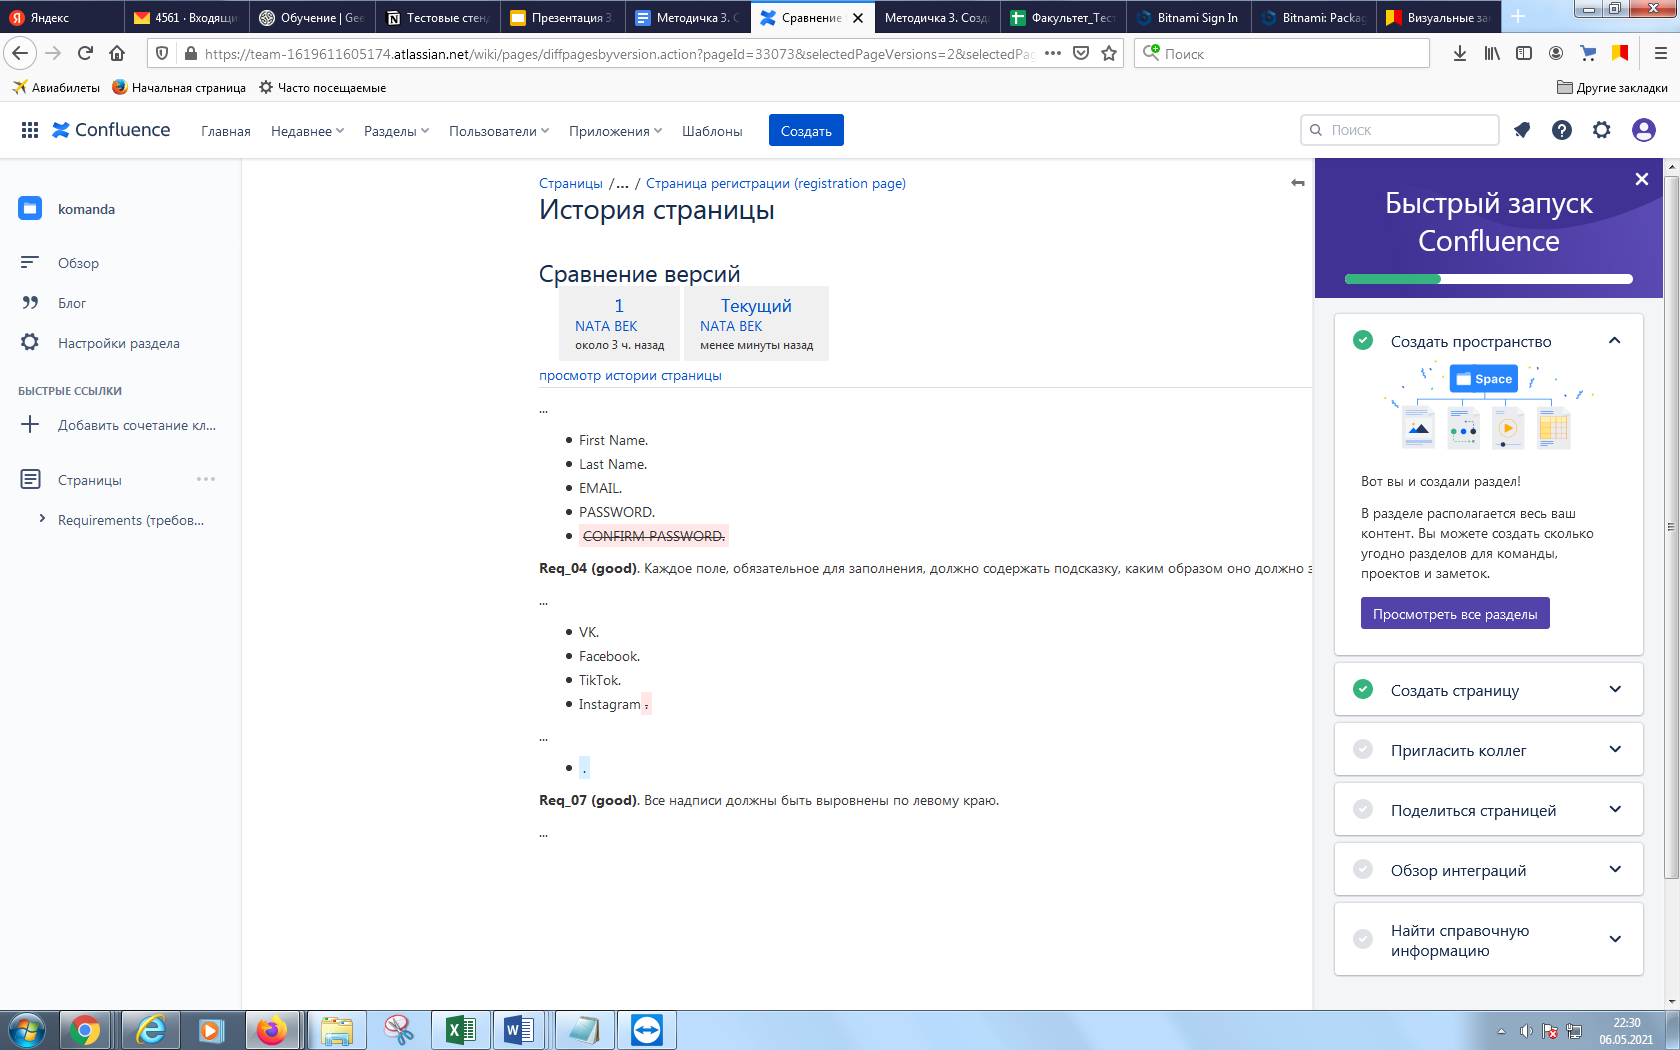 Яндекс
4561 · Входящи
Обучение | Gee
Тестовые стен
Презентация 3.
Методичка 3. С
Сравнение
Методичка 3. Созд
Факультет_Тес
Bitnami Sign In
Bitnami: Packa
Визуальные за
https://team-1619611605174.atlassian.net/wiki/pages/diffpagesbyversion.action?pageId=33073&selectedPageVersions=2&selectedPag
Поиск
Авиабилеты
Начальная страница
Часто посещаемые
Другие закладки
Confluence
Главная
Недавнее
Разделы
Пользователи
Приложения
Шаблоны
Создать
Поиск
komanda
Обзор
Блог
Настройки раздела
БЫСТРЫЕ ССЫЛКИ
Добавить сочетание кл...
Страницы
Requirements (требов...
Страницы /... / Страница регистрации (registration page)
История страницы
Сравнение версий
1
NATA BEK
около 3 ч. назад
Текущий
NATA BEK
менее минуты назад
просмотр истории страницы
...
First Name.
Last Name.
EMAIL.
PASSWORD.
CONFIRM PASSWORD.
Req_04 (good). Каждое поле, обязательное для заполнения, должно содержать подсказку, каким образом оно должно з
...
VK.
Facebook.
TikTok.
Instagram.
...
.
Req_07 (good). Все надписи должны быть выровнены по левому краю.
...
Быстрый запуск
Confluence
Создать пространство
Space
Вот вы и создали раздел!
В разделе располагается весь ваш
контент. Вы можете создать сколько
угодно разделов для команды,
проектов и заметок.
Просмотреть все разделы
Создать страницу
Пригласить коллег
Поделиться страницей
Обзор интеграций
Найти справочную
информацию
22:30
06.05.2021